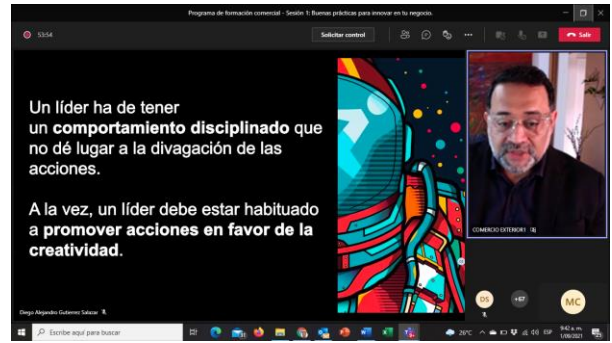 Programa de formación comercial - Sesión 1: Buenas prácticas para innovar en tu negocio.
53:54
Solicitar control
Salir
Un líder ha de tener
un comportamiento disciplinado que
no dé lugar a la divagación de las
acciones.
A la vez, un líder debe estar habituado
a promover acciones en favor de la
creatividad.
COMERCIO EXTERIOR1
Diego Alejandro Gutierrez Salazar
DS
+67
MC
Escribe aquí para buscar
26°C
ESP
9:42 a. m.
1/09/2021